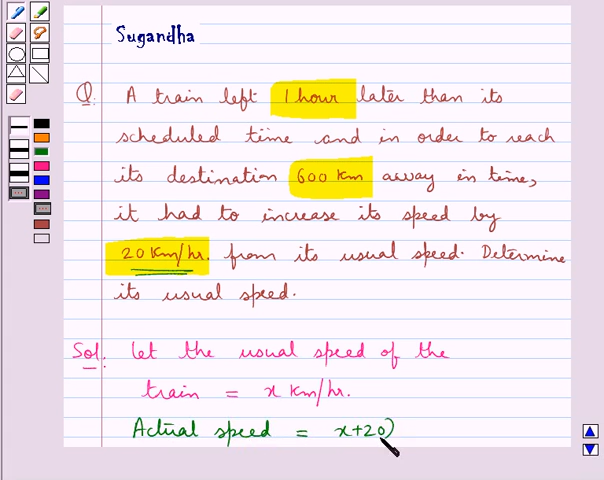 Sugandha
Q. A train left 1 hour later than its
scheduled time and in order to reach
its destination 600 Km away in time,
it had to increase its speed by
20 Km/hr. from its usual speed. Determine
its usual speed.
Sol. Let the usual speed of the
train = x Km/hr.
Actual speed = x+20)